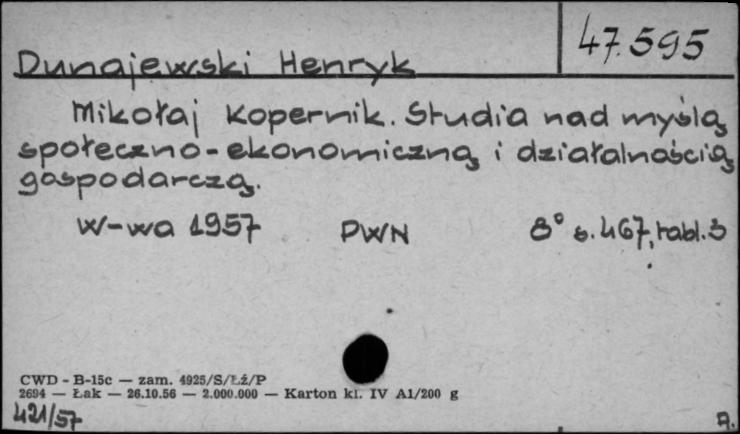 47.595
Dunajewski Henryk
Mikołaj Kopernik. Studia nad myślą
społeczno-ekonomiczną i działalnością
gospodarczą.
W-wa 1957 PWN 8° s. 467, tabl. 3
CWD - B-15c — zam. 4925/S/Łź/P
2694 — Łak — 26.10.56 — 2.000.000 — Karton kl. IV A1/200 g
421/57 A.